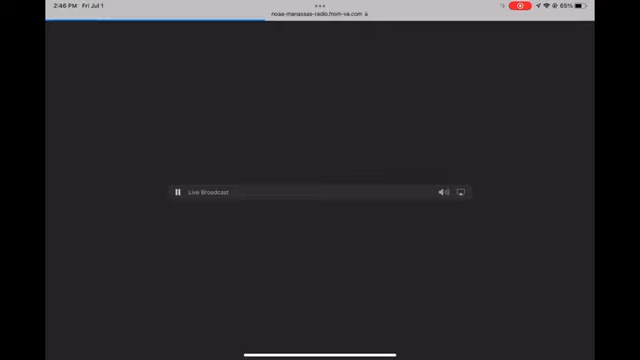 2:46 PM Fri Jul 1
65%
noaa-manassas-radio.from-va.com
Live Broadcast